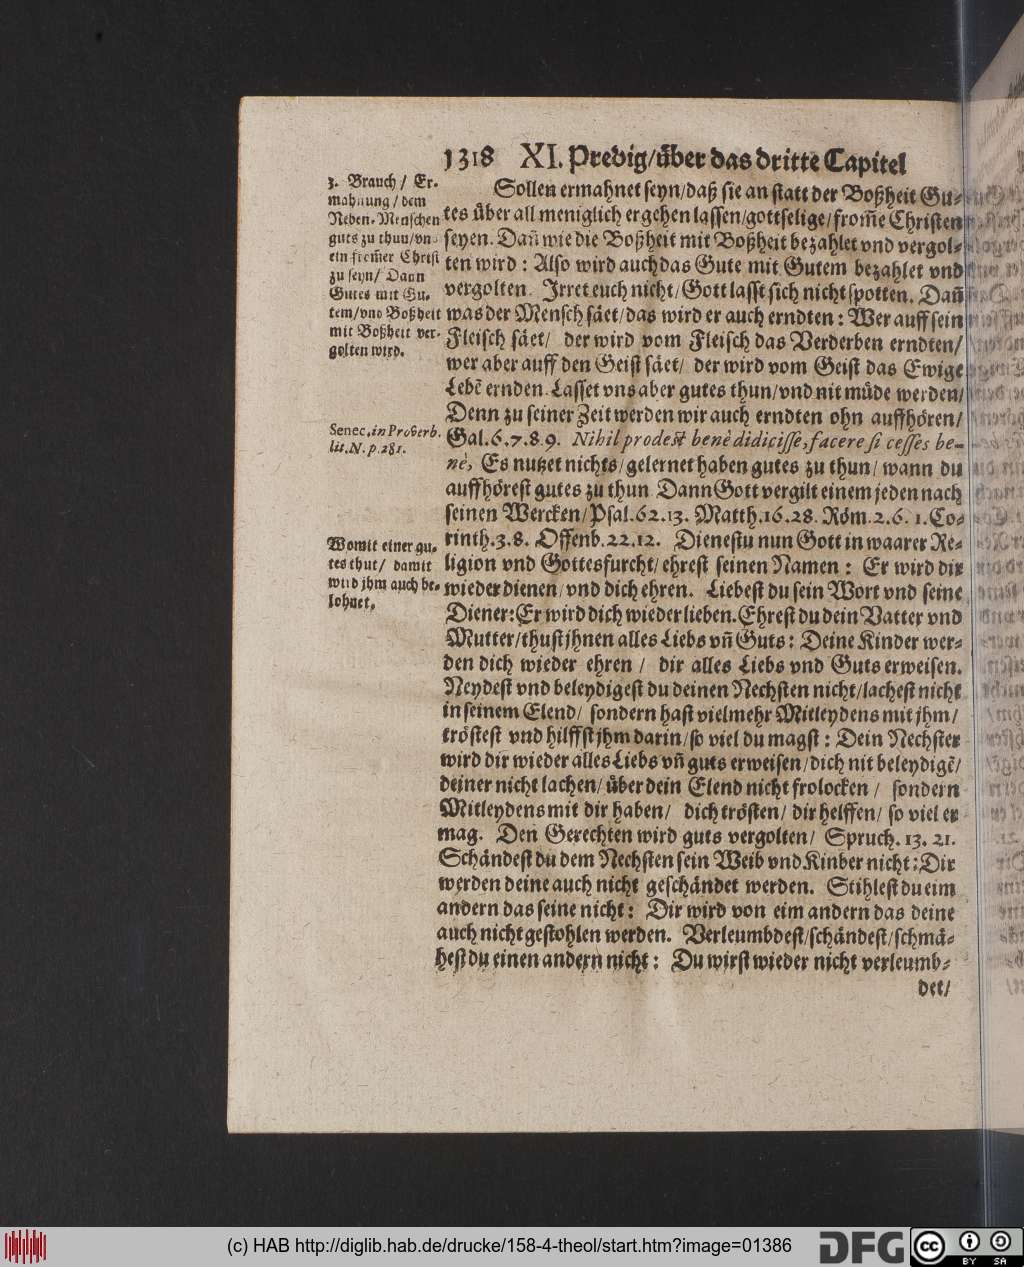 1318 XI. Predig/über das dritte Capitel
3. Brauch / Er-
mahnung / dem
Neben-Menschen
guts zu thun/vnd
ein from̃er Christ
zu seyn/ Dann
Gutes mit Gu-
tem/vnd Boßheit
mit Boßheit ver-
golten wird.
Senec. in Proverb.
lit. N. p. 281.
Womit einer gu-
tes thut/ damit
wird jhm auch be-
lohnet.
Sollen ermahnet seyn/daß sie an statt der Boßheit Gu-
tes über all meniglich ergehen lassen/gottselige/from̃e Christen
seyen. Dañ wie die Boßheit mit Boßheit bezahlet vnd vergol-
ten wird: Also wird auch das Gute mit Gutem bezahlet vnd
vergolten. Irret euch nicht/Gott lasst sich nicht spotten. Dañ
was der Mensch säet/das wird er auch erndten: Wer auff sein
Fleisch säet/ der wird vom Fleisch das Verderben erndten/
wer aber auff den Geist säet/ der wird vom Geist das Ewige
Lebẽ ernden. Lasset vns aber gutes thun/vnd nit müde werden/
Denn zu seiner Zeit werden wir auch erndten ohn auffhören/
Gal. 6. 7. 8. 9. Nihil prodest benè didicisse, facere si cesses be-
nè, Es nutzet nichts/gelernet haben gutes zu thun/ wann du
auffhörest gutes zu thun Dann Gott vergilt einem jeden nach
seinen Wercken/Psal. 62. 13. Matth. 16. 28. Röm. 2. 6. 1. Co-
rinth. 3. 8. Offenb. 22. 12. Dienestu nun Gott in waarer Re-
ligion vnd Gottesfurcht/ehrest seinen Namen: Er wird dir
wieder dienen/vnd dich ehren. Liebest du sein Wort vnd seine
Diener: Er wird dich wieder lieben. Ehrest du dein Vatter vnd
Mutter/thust jhnen alles Liebs vñ Guts: Deine Kinder wer-
den dich wieder ehren / dir alles Liebs vnd Guts erweisen.
Neydest vnd beleydigest du deinen Nechsten nicht/lachest nicht
in seinem Elend/ sondern hast vielmehr Mitleydens mit jhm/
tröstest vnd hilffst jhm darin/so viel du magst: Dein Nechster
wird dir wieder alles Liebs vñ guts erweisen/dich nit beleydigẽ/
deiner nicht lachen/über dein Elend nicht frolocken / sondern
Mitleydens mit dir haben/ dich trösten/ dir helffen/ so viel er
mag. Den Gerechten wird guts vergolten/ Spruch. 13. 21.
Schändest du dem Nechsten sein Weib vnd Kinber nicht: Dir
werden deine auch nicht geschändet werden. Stihlest du eim
andern das seine nicht: Dir wird von eim andern das deine
auch nicht gestohlen werden. Verleumbdest/schändest/schmä-
hest du einen andern nicht: Du wirst wieder nicht verleumb-
det/
(c) HAB http://diglib.hab.de/drucke/158-4-theol/start.htm?image=01386
DFG
cc BY SA